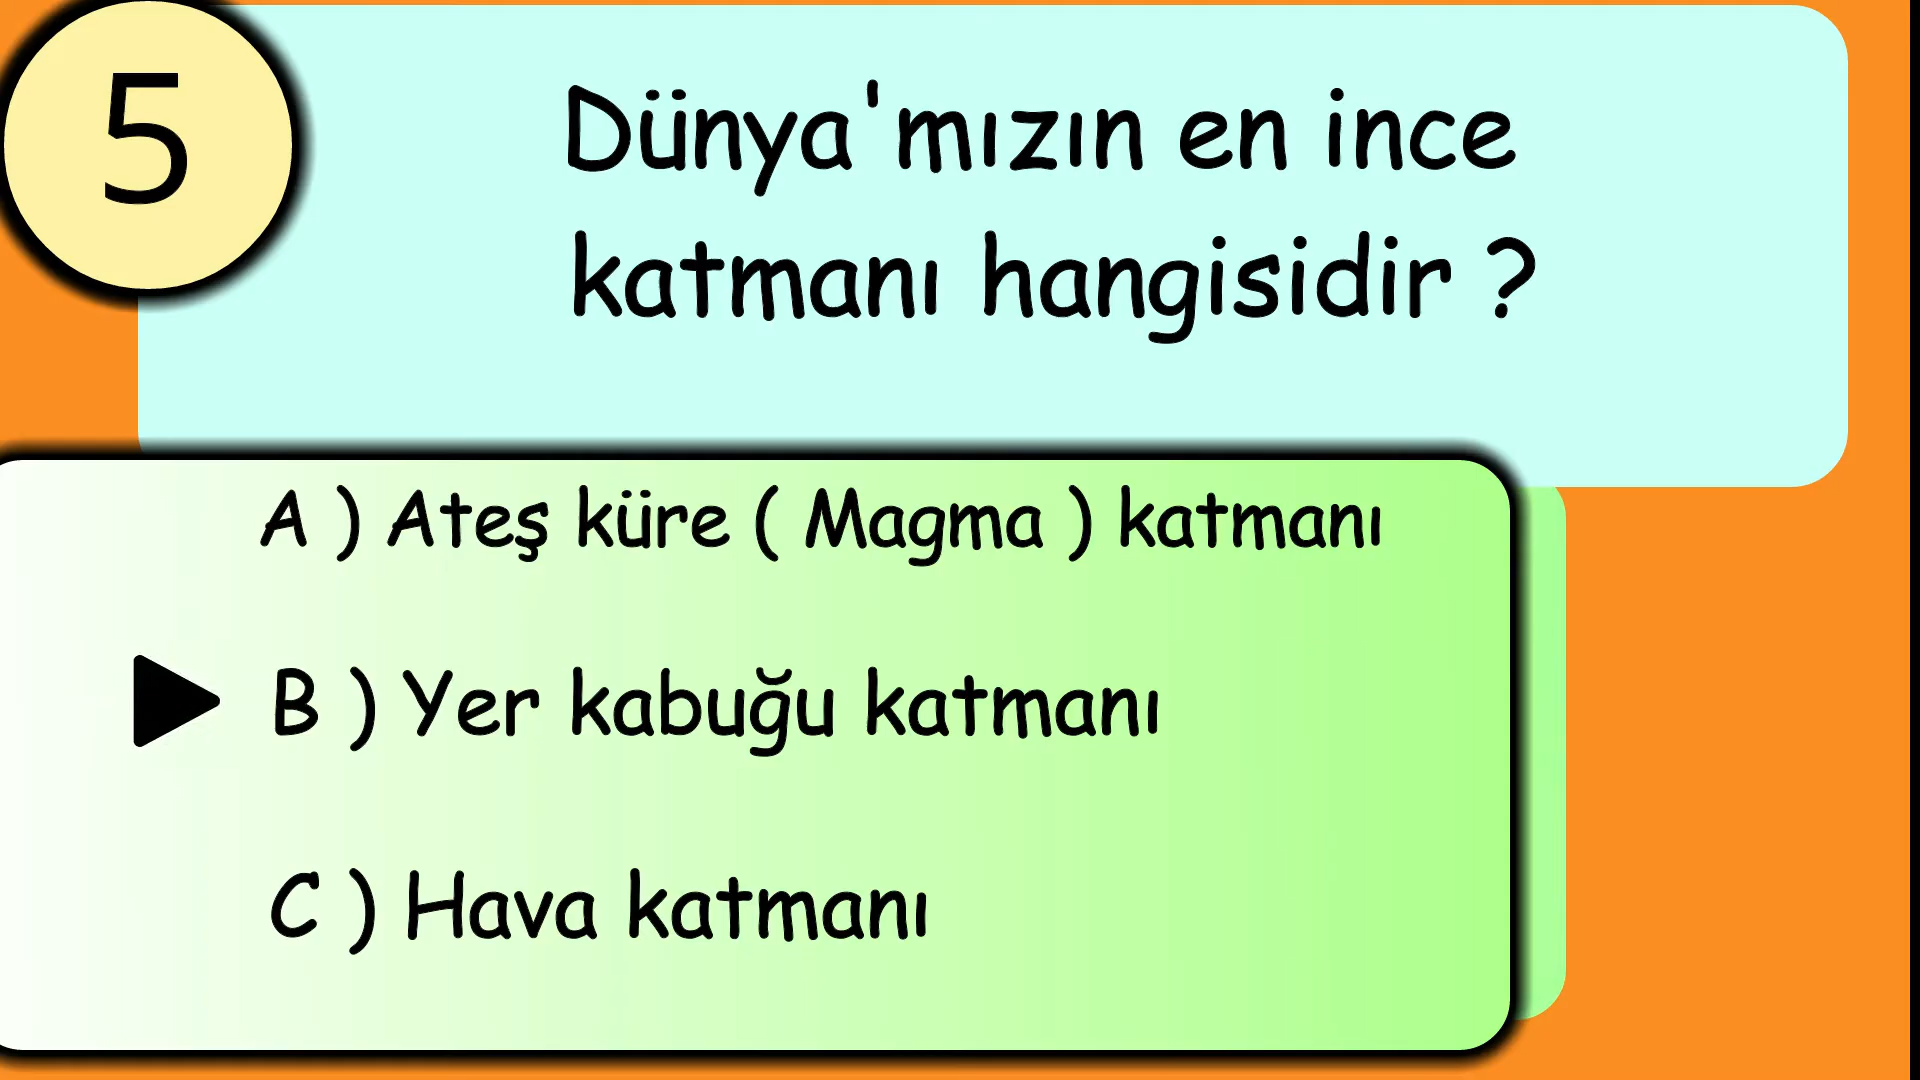 5
Dünya'mızın en ince
katmanı hangisidir ?
A ) Ateş küre ( Magma ) katmanı
B ) Yer kabuğu katmanı
C ) Hava katmanı